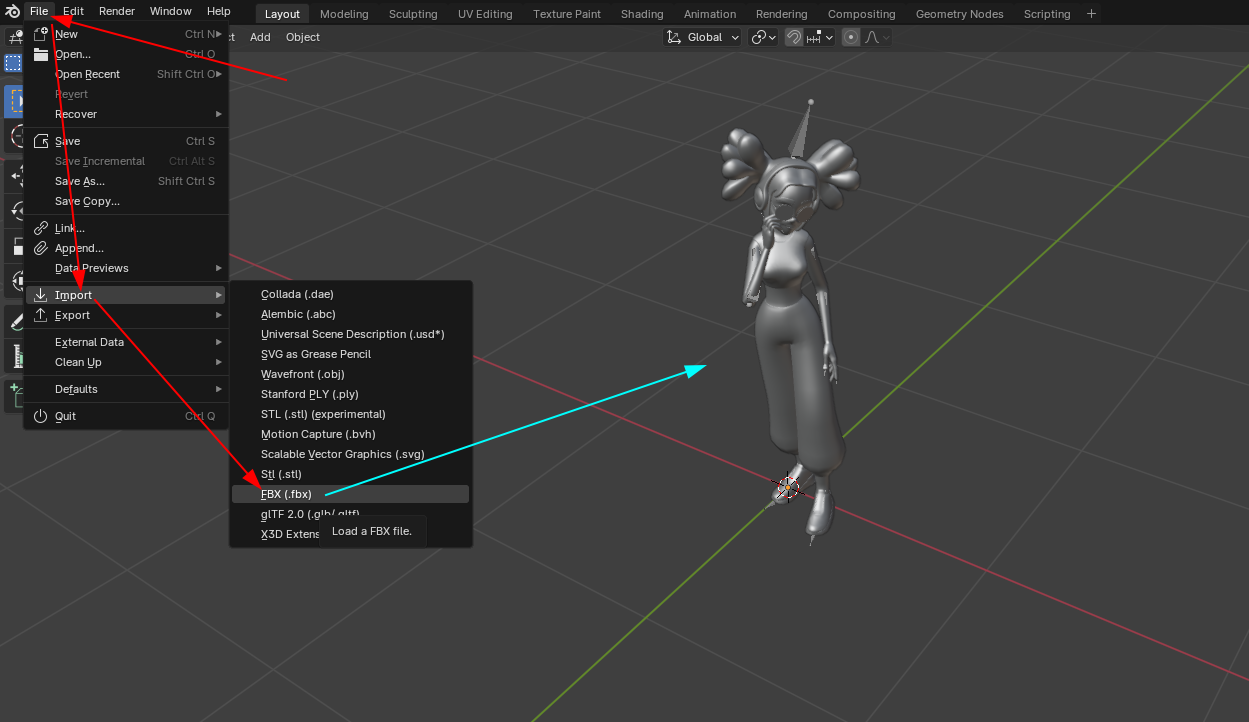 File Edit Render Window Help
Layout Modeling Sculpting UV Editing Texture Paint Shading Animation Rendering Compositing Geometry Nodes Scripting +
Add Object
Global
New Ctrl N
Open... Ctrl O
Open Recent Shift Ctrl O
Revert
Recover
Save Ctrl S
Save Incremental Ctrl Alt S
Save As... Shift Ctrl S
Save Copy...
Link...
Append...
Data Previews
Import
Export
External Data
Clean Up
Defaults
Quit Ctrl Q
Collada (.dae)
Alembic (.abc)
Universal Scene Description (.usd*)
SVG as Grease Pencil
Wavefront (.obj)
Stanford PLY (.ply)
STL (.stl) (experimental)
Motion Capture (.bvh)
Scalable Vector Graphics (.svg)
Stl (.stl)
FBX (.fbx)
glTF 2.0 (.glb/.gltf)
X3D Extens
Load a FBX file.